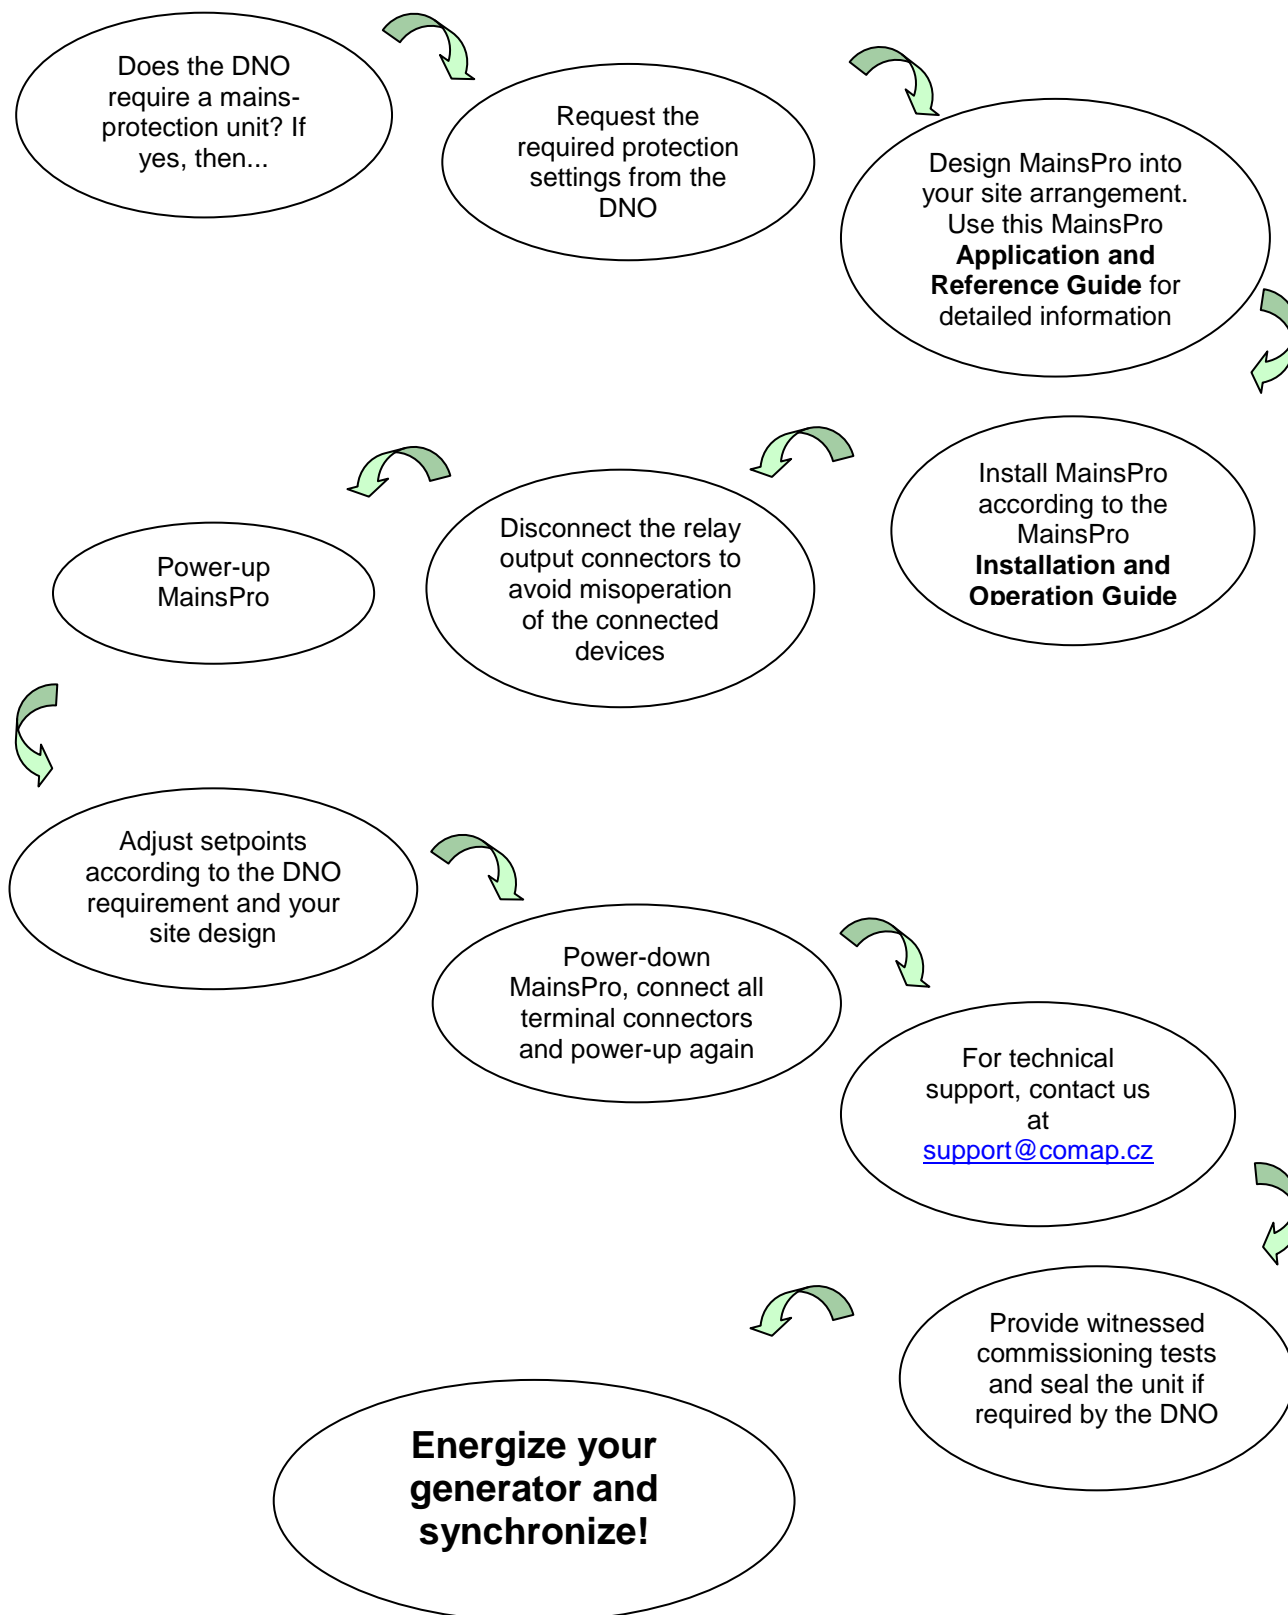 Does the DNO
require a mains-
protection unit? If
yes, then...
Request the
required protection
settings from the
DNO
Design MainsPro into
your site arrangement.
Use this MainsPro
Application and
Reference Guide for
detailed information
Install MainsPro
according to the
MainsPro
Installation and
Operation Guide
Disconnect the relay
output connectors to
avoid misoperation
of the connected
devices
Power-up
MainsPro
Adjust setpoints
according to the DNO
requirement and your
site design
Power-down
MainsPro, connect all
terminal connectors
and power-up again
For technical
support, contact us
at
support@comap.cz
Provide witnessed
commissioning tests
and seal the unit if
required by the DNO
Energize your
generator and
synchronize!